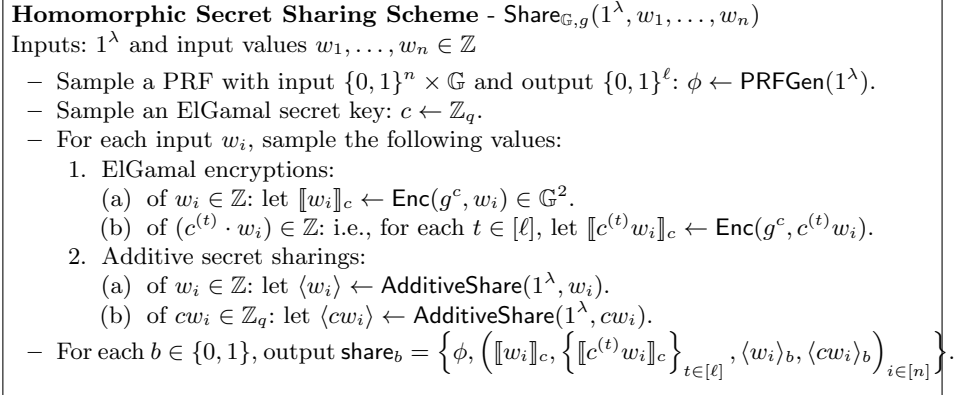 Homomorphic Secret Sharing Scheme - Share_{𝔾,g}(1^λ, w_1, …, w_n)
Inputs: 1^λ and input values w_1, …, w_n ∈ ℤ
– Sample a PRF with input {0, 1}^n × 𝔾 and output {0, 1}^ℓ: ϕ ← PRFGen(1^λ).
– Sample an ElGamal secret key: c ← ℤ_q.
– For each input w_i, sample the following values:
1. ElGamal encryptions:
(a) of w_i ∈ ℤ: let ⟦w_i⟧_c ← Enc(g^c, w_i) ∈ 𝔾^2.
(b) of (c^{(t)} · w_i) ∈ ℤ: i.e., for each t ∈ [ℓ], let ⟦c^{(t)}w_i⟧_c ← Enc(g^c, c^{(t)}w_i).
2. Additive secret sharings:
(a) of w_i ∈ ℤ: let ⟨w_i⟩ ← AdditiveShare(1^λ, w_i).
(b) of cw_i ∈ ℤ_q: let ⟨cw_i⟩ ← AdditiveShare(1^λ, cw_i).
– For each b ∈ {0, 1}, output share_b = {ϕ, (⟦w_i⟧_c, {⟦c^{(t)}w_i⟧_c}_{t∈[ℓ]}, ⟨w_i⟩_b, ⟨cw_i⟩_b)_{i∈[n]}}.